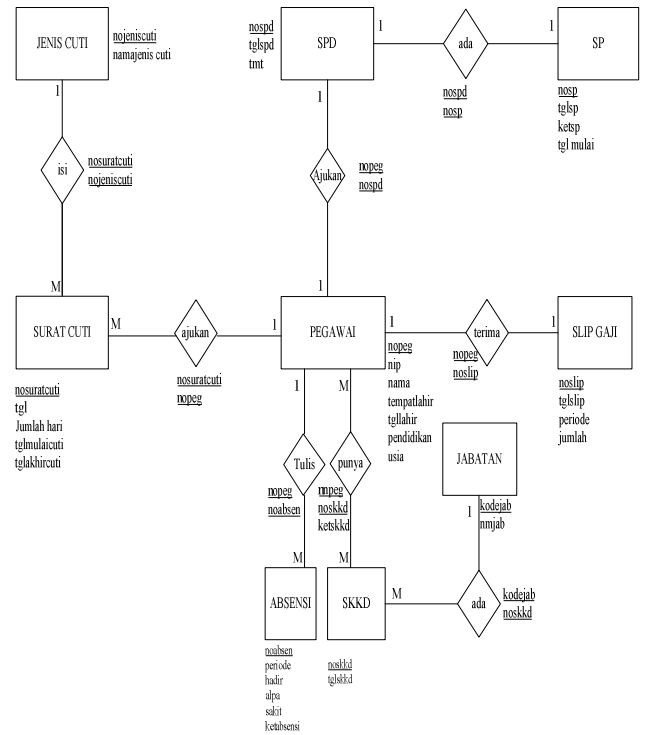 JENIS CUTI
nojeniscuti
namajenis cuti
1
isi
nosuratcuti
nojeniscuti
M
SPD
nospd
tglspd
tmt
1
ada
1
nospd
nosp
SP
nosp
tglsp
ketsp
tgl mulai
1
Ajukan
nopeg
nospd
1
SURAT CUTI
M
ajukan
1
nosuratcuti
nopeg
nosuratcuti
tgl
Jumlah hari
tglmulaicuti
tglakhircuti
PEGAWAI
1
terima
1
nopeg
noslip
SLIP GAJI
noslip
tglslip
periode
jumlah
nopeg
nip
nama
tempatlahir
tgllahir
pendidikan
usia
1
Tulis
nopeg
noabsen
M
M
punya
nnpeg
noskkd
ketskkd
M
JABATAN
1
kodejab
nmjab
ABSENSI
noabsen
periode
hadir
alpa
sakit
ketabsensi
SKKD
M
ada
kodejab
noskkd
noskkd
tglskkd